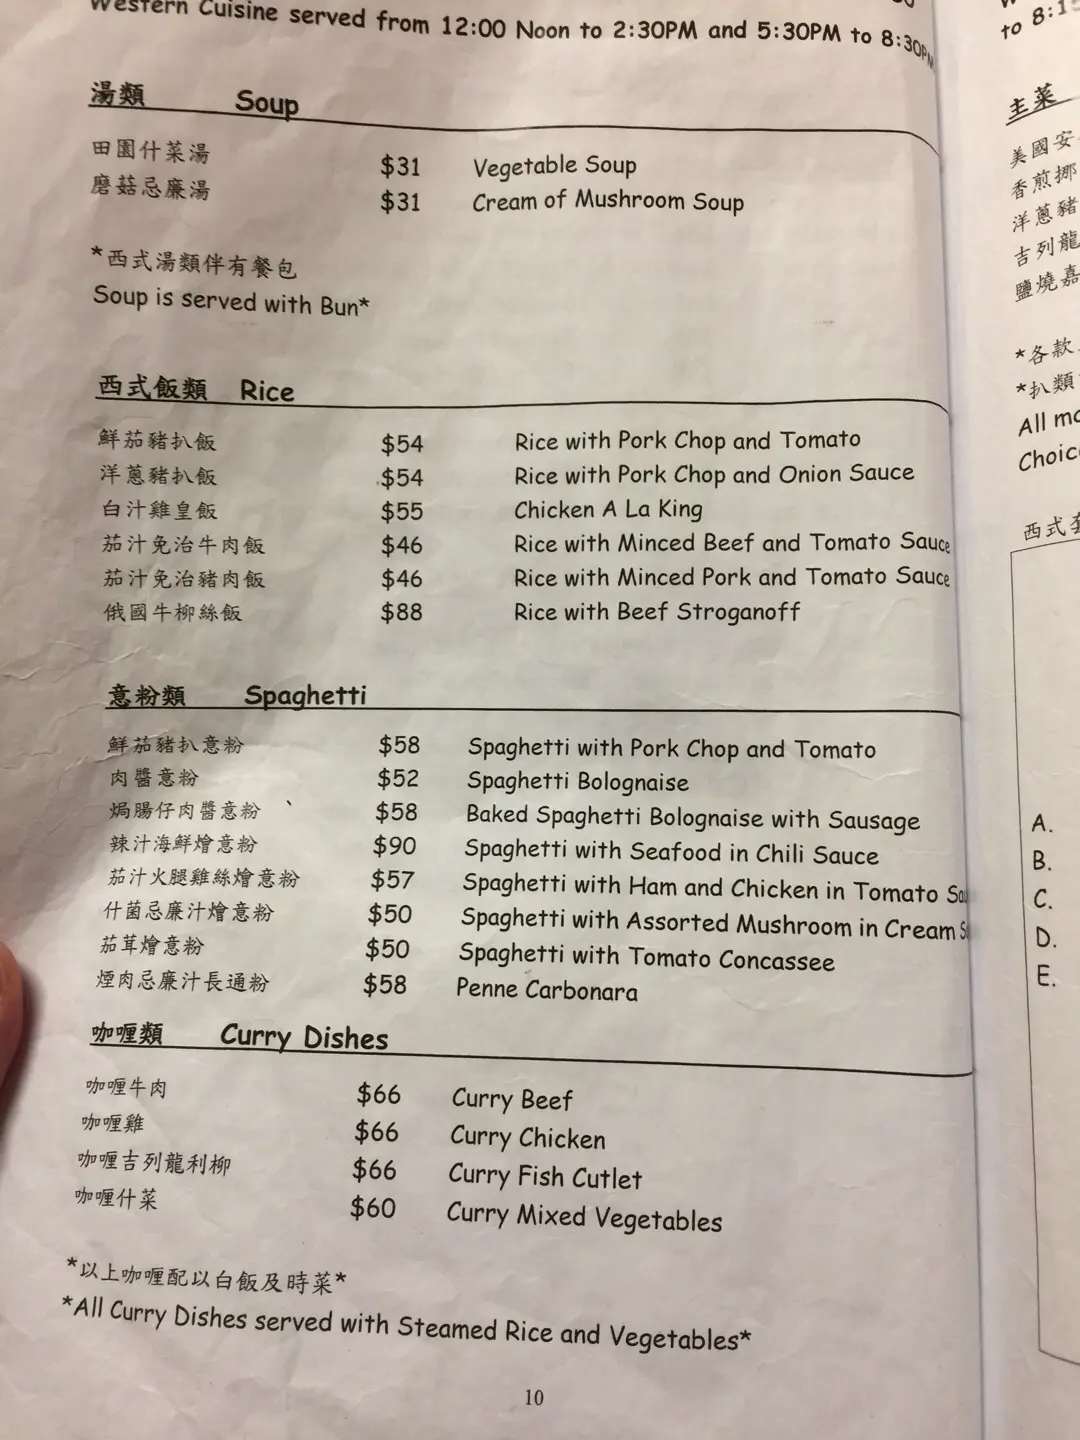 Western Cuisine served from 12:00 Noon to 2:30PM and 5:30PM to 8:30PM
湯類 Soup
田園什菜湯 $31 Vegetable Soup
磨菇忌廉湯 $31 Cream of Mushroom Soup
*西式湯類伴有餐包
Soup is served with Bun*
西式飯類 Rice
鮮茄豬扒飯 $54 Rice with Pork Chop and Tomato
洋蔥豬扒飯 $54 Rice with Pork Chop and Onion Sauce
白汁雞皇飯 $55 Chicken A La King
茄汁免治牛肉飯 $46 Rice with Minced Beef and Tomato Sauce
茄汁免治豬肉飯 $46 Rice with Minced Pork and Tomato Sauce
俄國牛柳絲飯 $88 Rice with Beef Stroganoff
意粉類 Spaghetti
鮮茄豬扒意粉 $58 Spaghetti with Pork Chop and Tomato
肉醬意粉 $52 Spaghetti Bolognaise
焗腸仔肉醬意粉 $58 Baked Spaghetti Bolognaise with Sausage
辣汁海鮮燴意粉 $90 Spaghetti with Seafood in Chili Sauce
茄汁火腿雞絲燴意粉 $57 Spaghetti with Ham and Chicken in Tomato
什菌忌廉汁燴意粉 $50 Spaghetti with Assorted Mushroom in Cream
茄茸燴意粉 $50 Spaghetti with Tomato Concassee
煙肉忌廉汁長通粉 $58 Penne Carbonara
咖喱類 Curry Dishes
咖喱牛肉 $66 Curry Beef
咖喱雞 $66 Curry Chicken
咖喱吉列龍利柳 $66 Curry Fish Cutlet
咖喱什菜 $60 Curry Mixed Vegetables
*以上咖喱配以白飯及時菜*
*All Curry Dishes served with Steamed Rice and Vegetables*
10
to 8:1
主菜
美國安
香煎挪
洋蔥豬
吉列龍
鹽燒嘉
*各款
*扒類
All
Choic
西式
A.
B.
C.
D.
E.